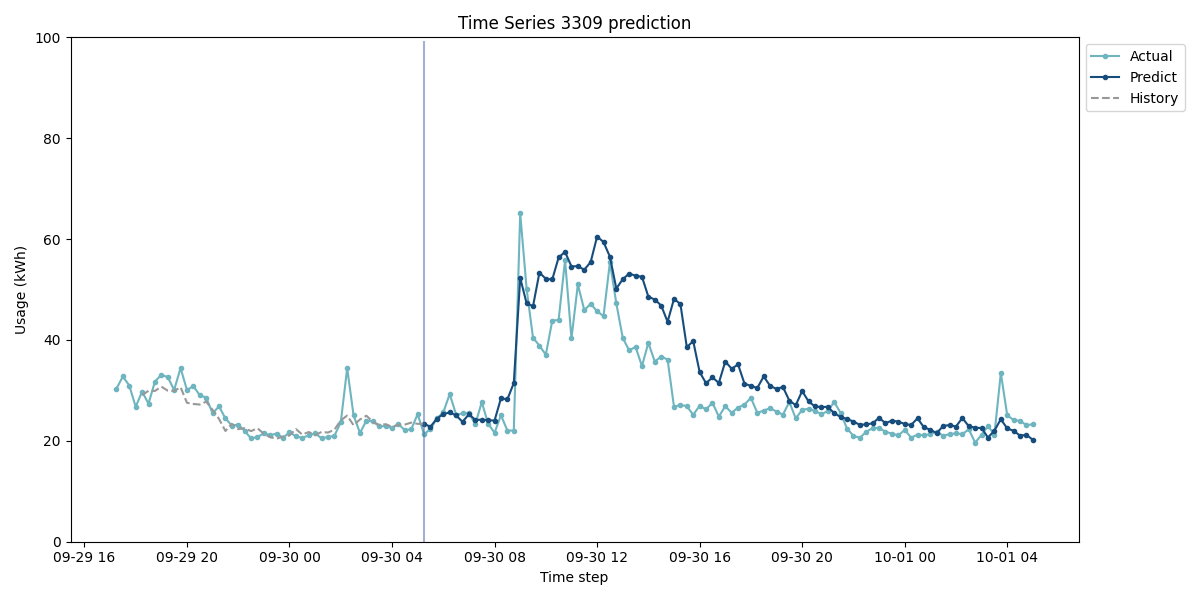 Time Series 3309 prediction
Usage (kWh)
100
80
60
40
20
0
09-29 16
09-29 20
09-30 00
09-30 04
09-30 08
09-30 12
09-30 16
09-30 20
10-01 00
10-01 04
Time step
Actual
Predict
History